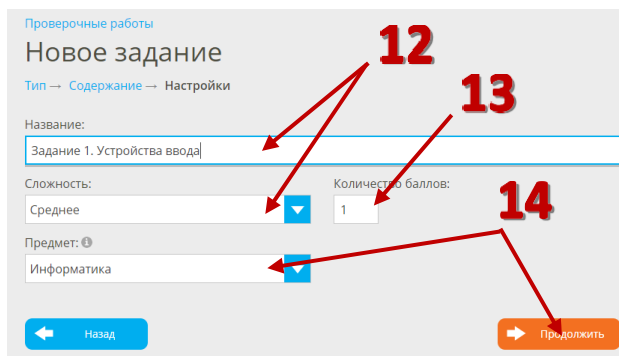 Проверочные работы
Новое задание
Тип → Содержание → Настройки
12
13
Название:
Задание 1. Устройства ввода
Сложность: Количество баллов:
Среднее 1
14
Предмет:
Информатика
Назад Продолжить